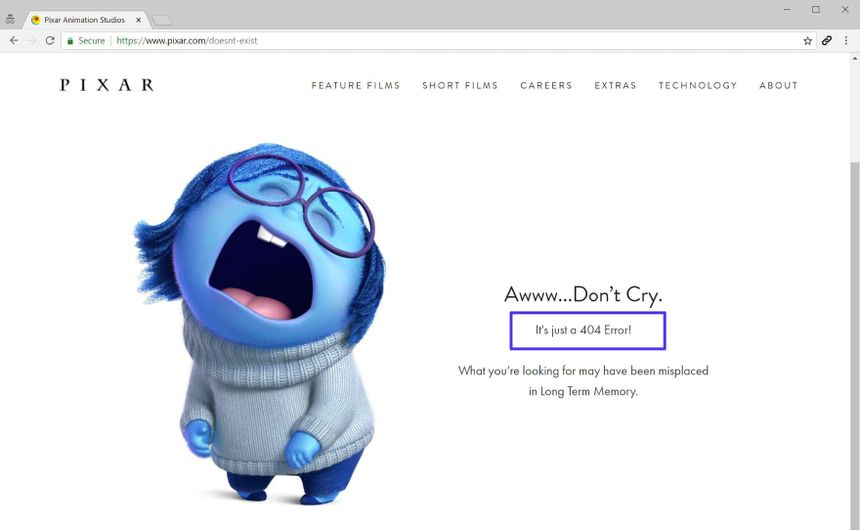 Pixar Animation Studios
Secure https://www.pixar.com/doesnt-exist
PIXAR FEATURE FILMS SHORT FILMS CAREERS EXTRAS TECHNOLOGY ABOUT
Awww...Don't Cry.
It's just a 404 Error!
What you're looking for may have been misplaced
in Long Term Memory.